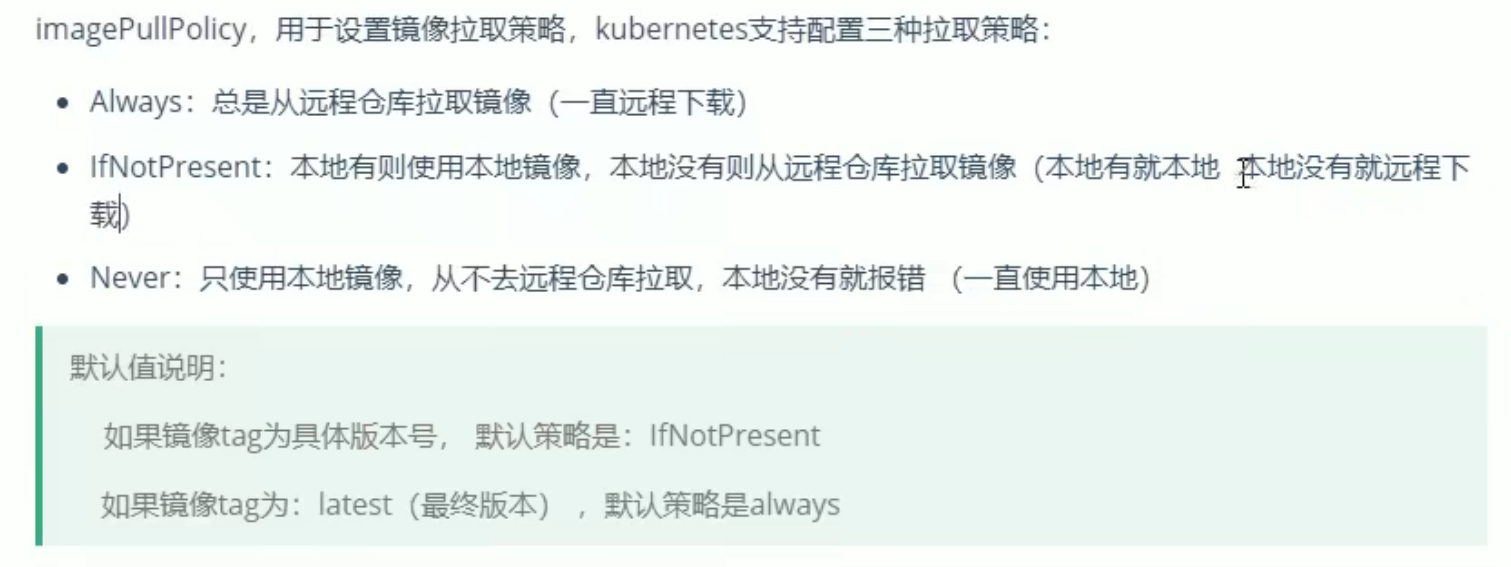 imagePullPolicy，用于设置镜像拉取策略，kubernetes支持配置三种拉取策略：
Always：总是从远程仓库拉取镜像（一直远程下载）
IfNotPresent：本地有则使用本地镜像，本地没有则从远程仓库拉取镜像（本地有就本地 本地没有就远程下
载）
Never：只使用本地镜像，从不去远程仓库拉取，本地没有就报错 （一直使用本地）
默认值说明：
如果镜像tag为具体版本号， 默认策略是：IfNotPresent
如果镜像tag为：latest（最终版本） ，默认策略是always